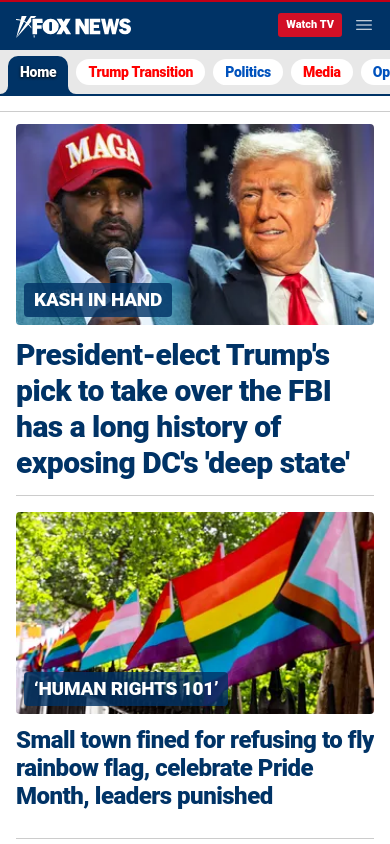 FOX NEWS
Watch TV
Home
Trump Transition
Politics
Media
Op
MAGA
KASH IN HAND
President-elect Trump's
pick to take over the FBI
has a long history of
exposing DC's 'deep state'
‘HUMAN RIGHTS 101’
Small town fined for refusing to fly
rainbow flag, celebrate Pride
Month, leaders punished